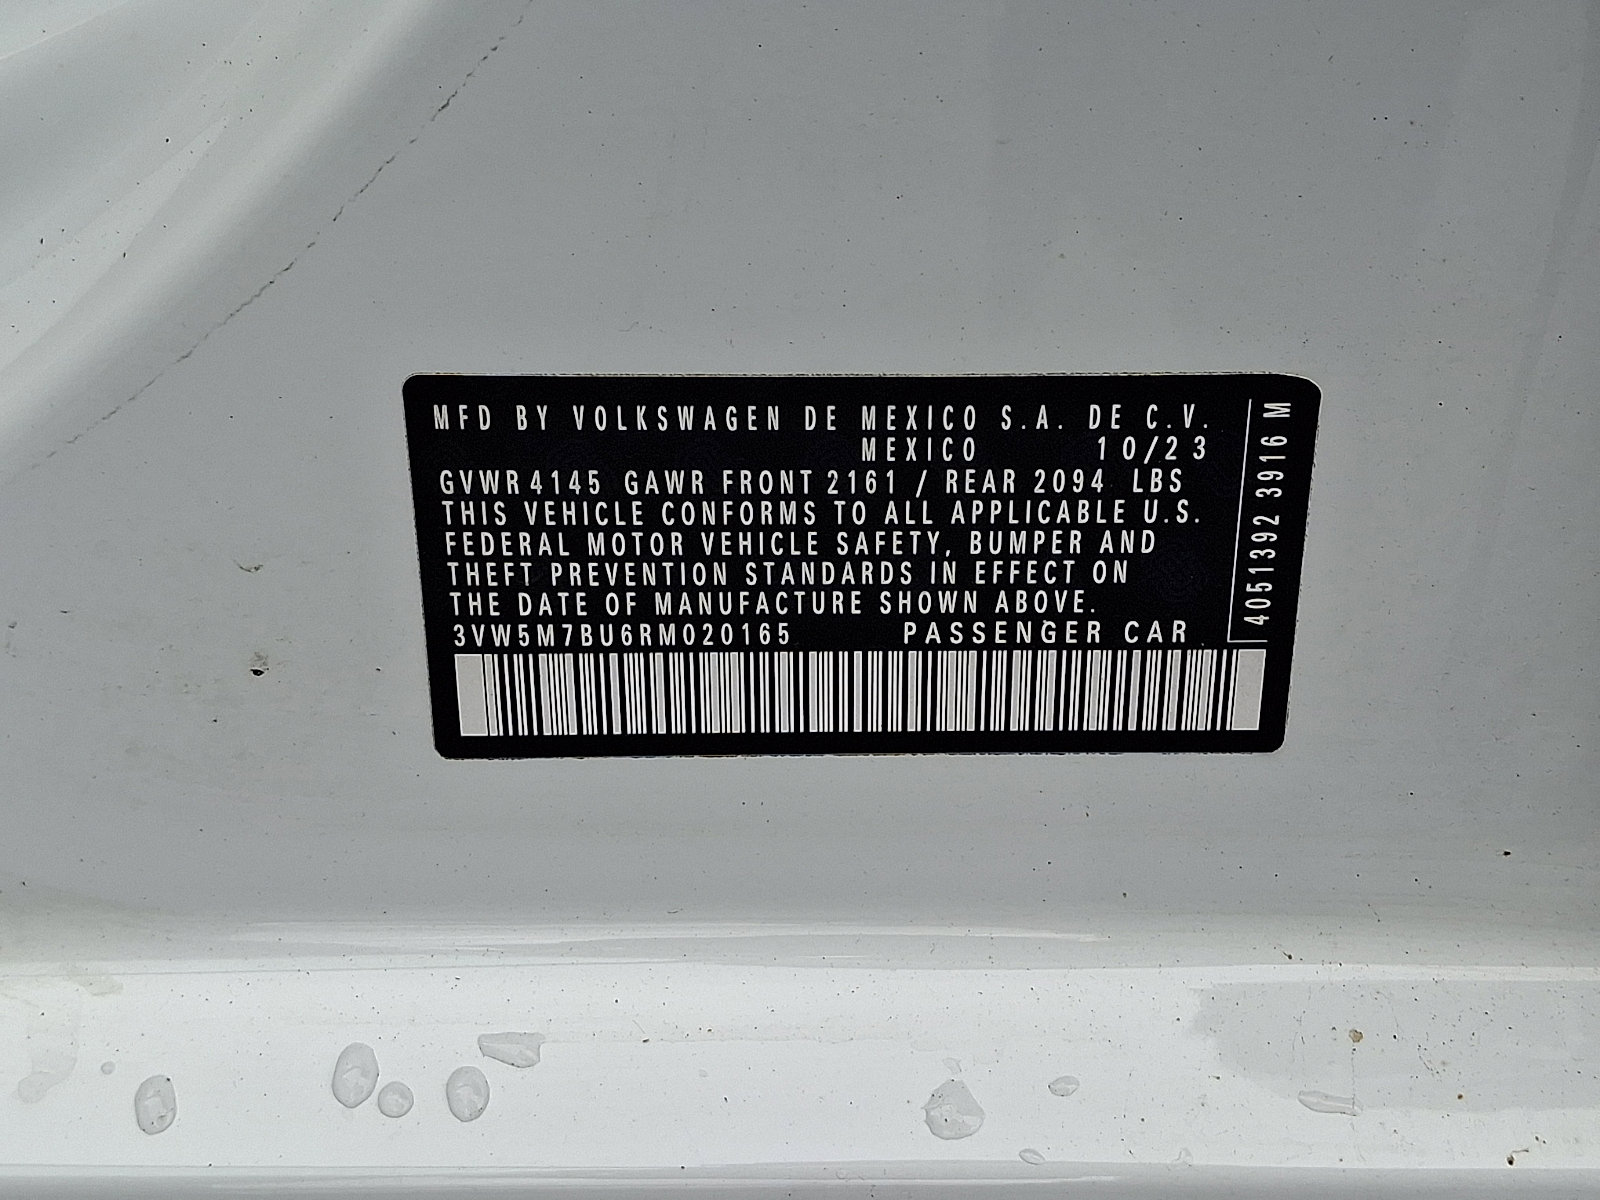 MFD BY VOLKSWAGEN DE MEXICO S.A. DE C.V.
MEXICO 10/23
GVWR 4145 GAWR FRONT 2161 / REAR 2094 LBS
THIS VEHICLE CONFORMS TO ALL APPLICABLE U.S.
FEDERAL MOTOR VEHICLE SAFETY, BUMPER AND
THEFT PREVENTION STANDARDS IN EFFECT ON
THE DATE OF MANUFACTURE SHOWN ABOVE.
3VW5M7BU6RM020165 PASSENGER CAR
4051392 3916 M